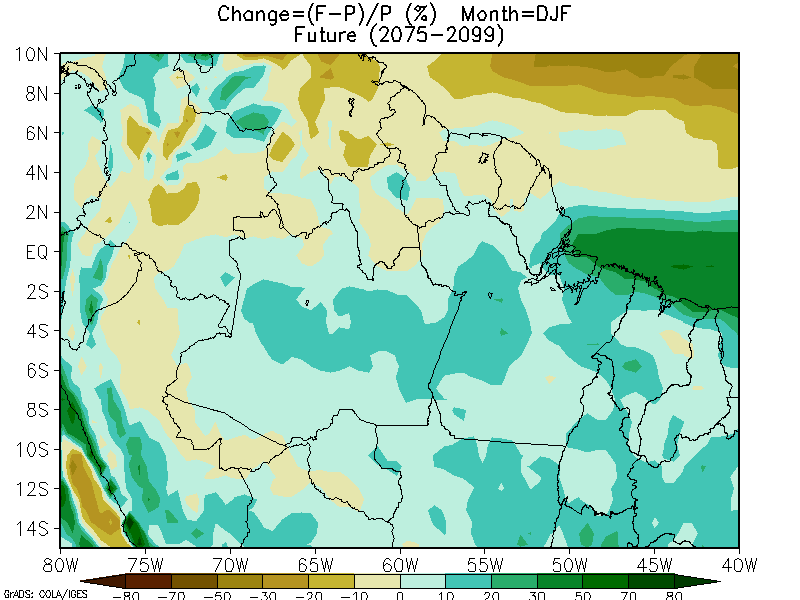 Change=(F-P)/P (%)  Month=DJF
Future (2075-2099)
10N
8N
6N
4N
2N
EQ
2S
4S
6S
8S
10S
12S
14S
80W 75W 70W 65W 60W 55W 50W 45W 40W
GrADS: COLA/IGES
-80 -70 -50 -30 -20 -10 0 10 20 30 50 70 80